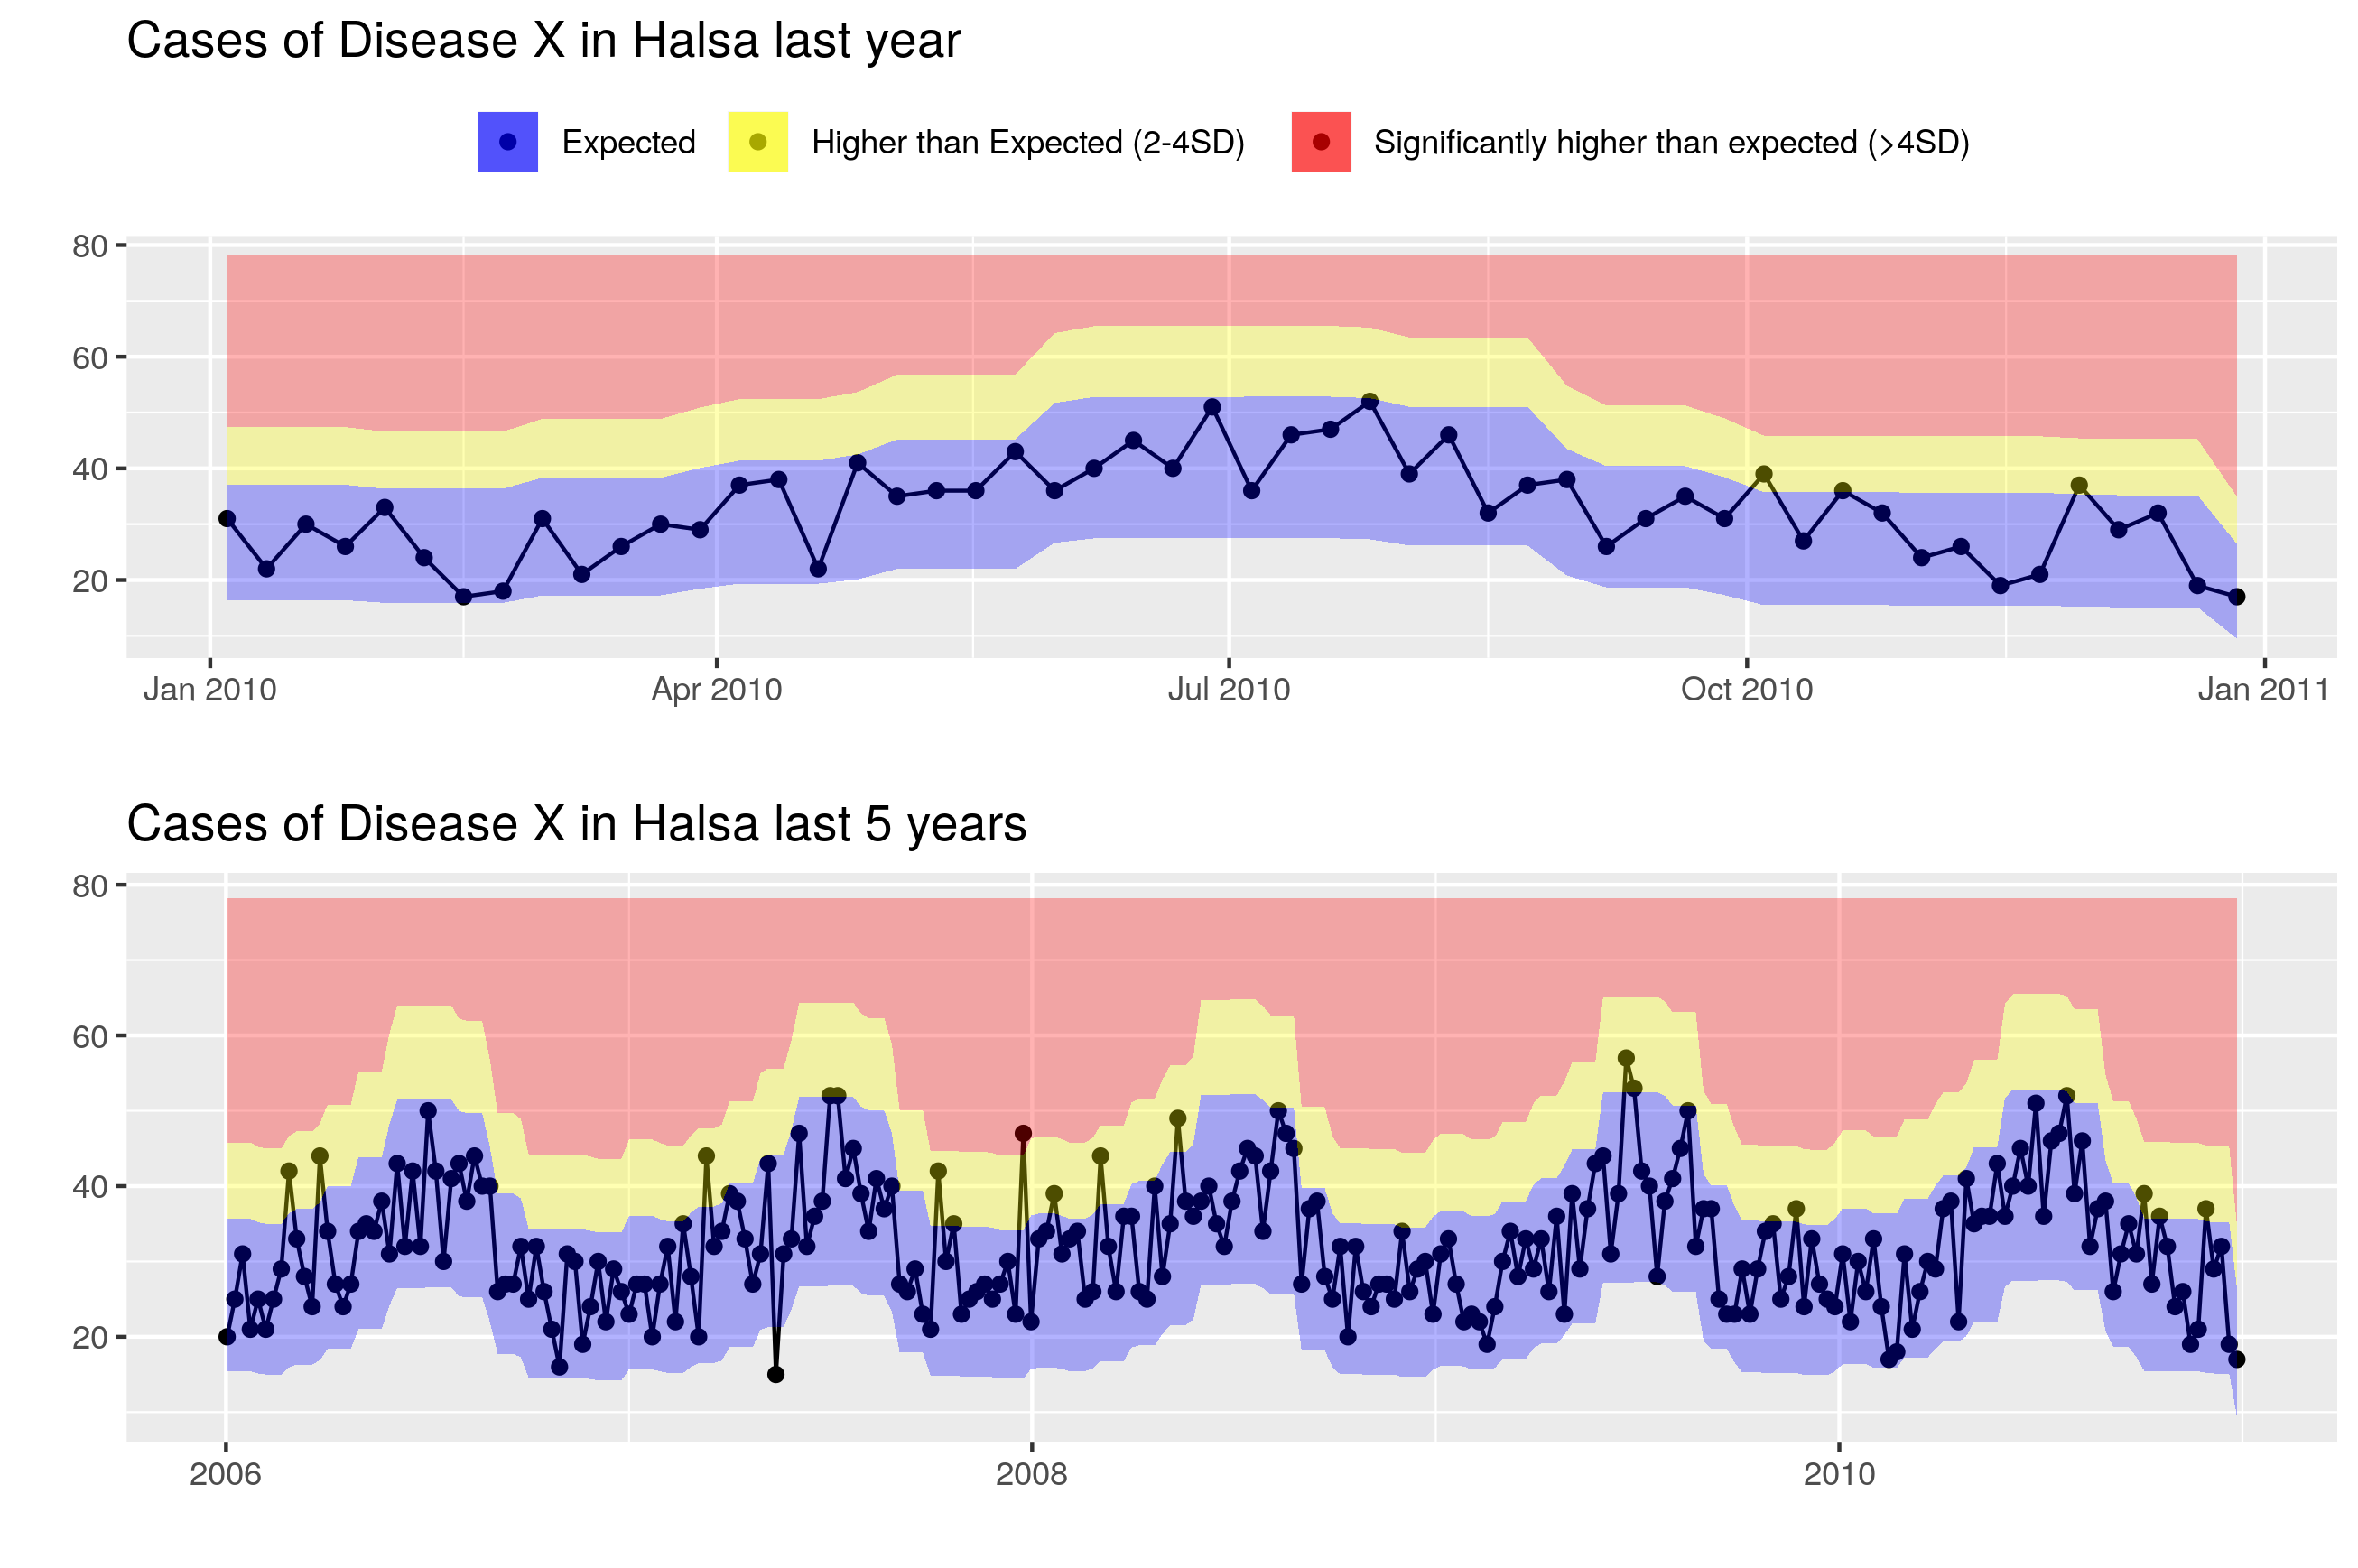 Cases of Disease X in Halsa last year
Expected Higher than Expected (2-4SD) Significantly higher than expected (>4SD)
80
60
40
20
Jan 2010 Apr 2010 Jul 2010 Oct 2010 Jan 2011
Cases of Disease X in Halsa last 5 years
80
60
40
20
2006 2008 2010